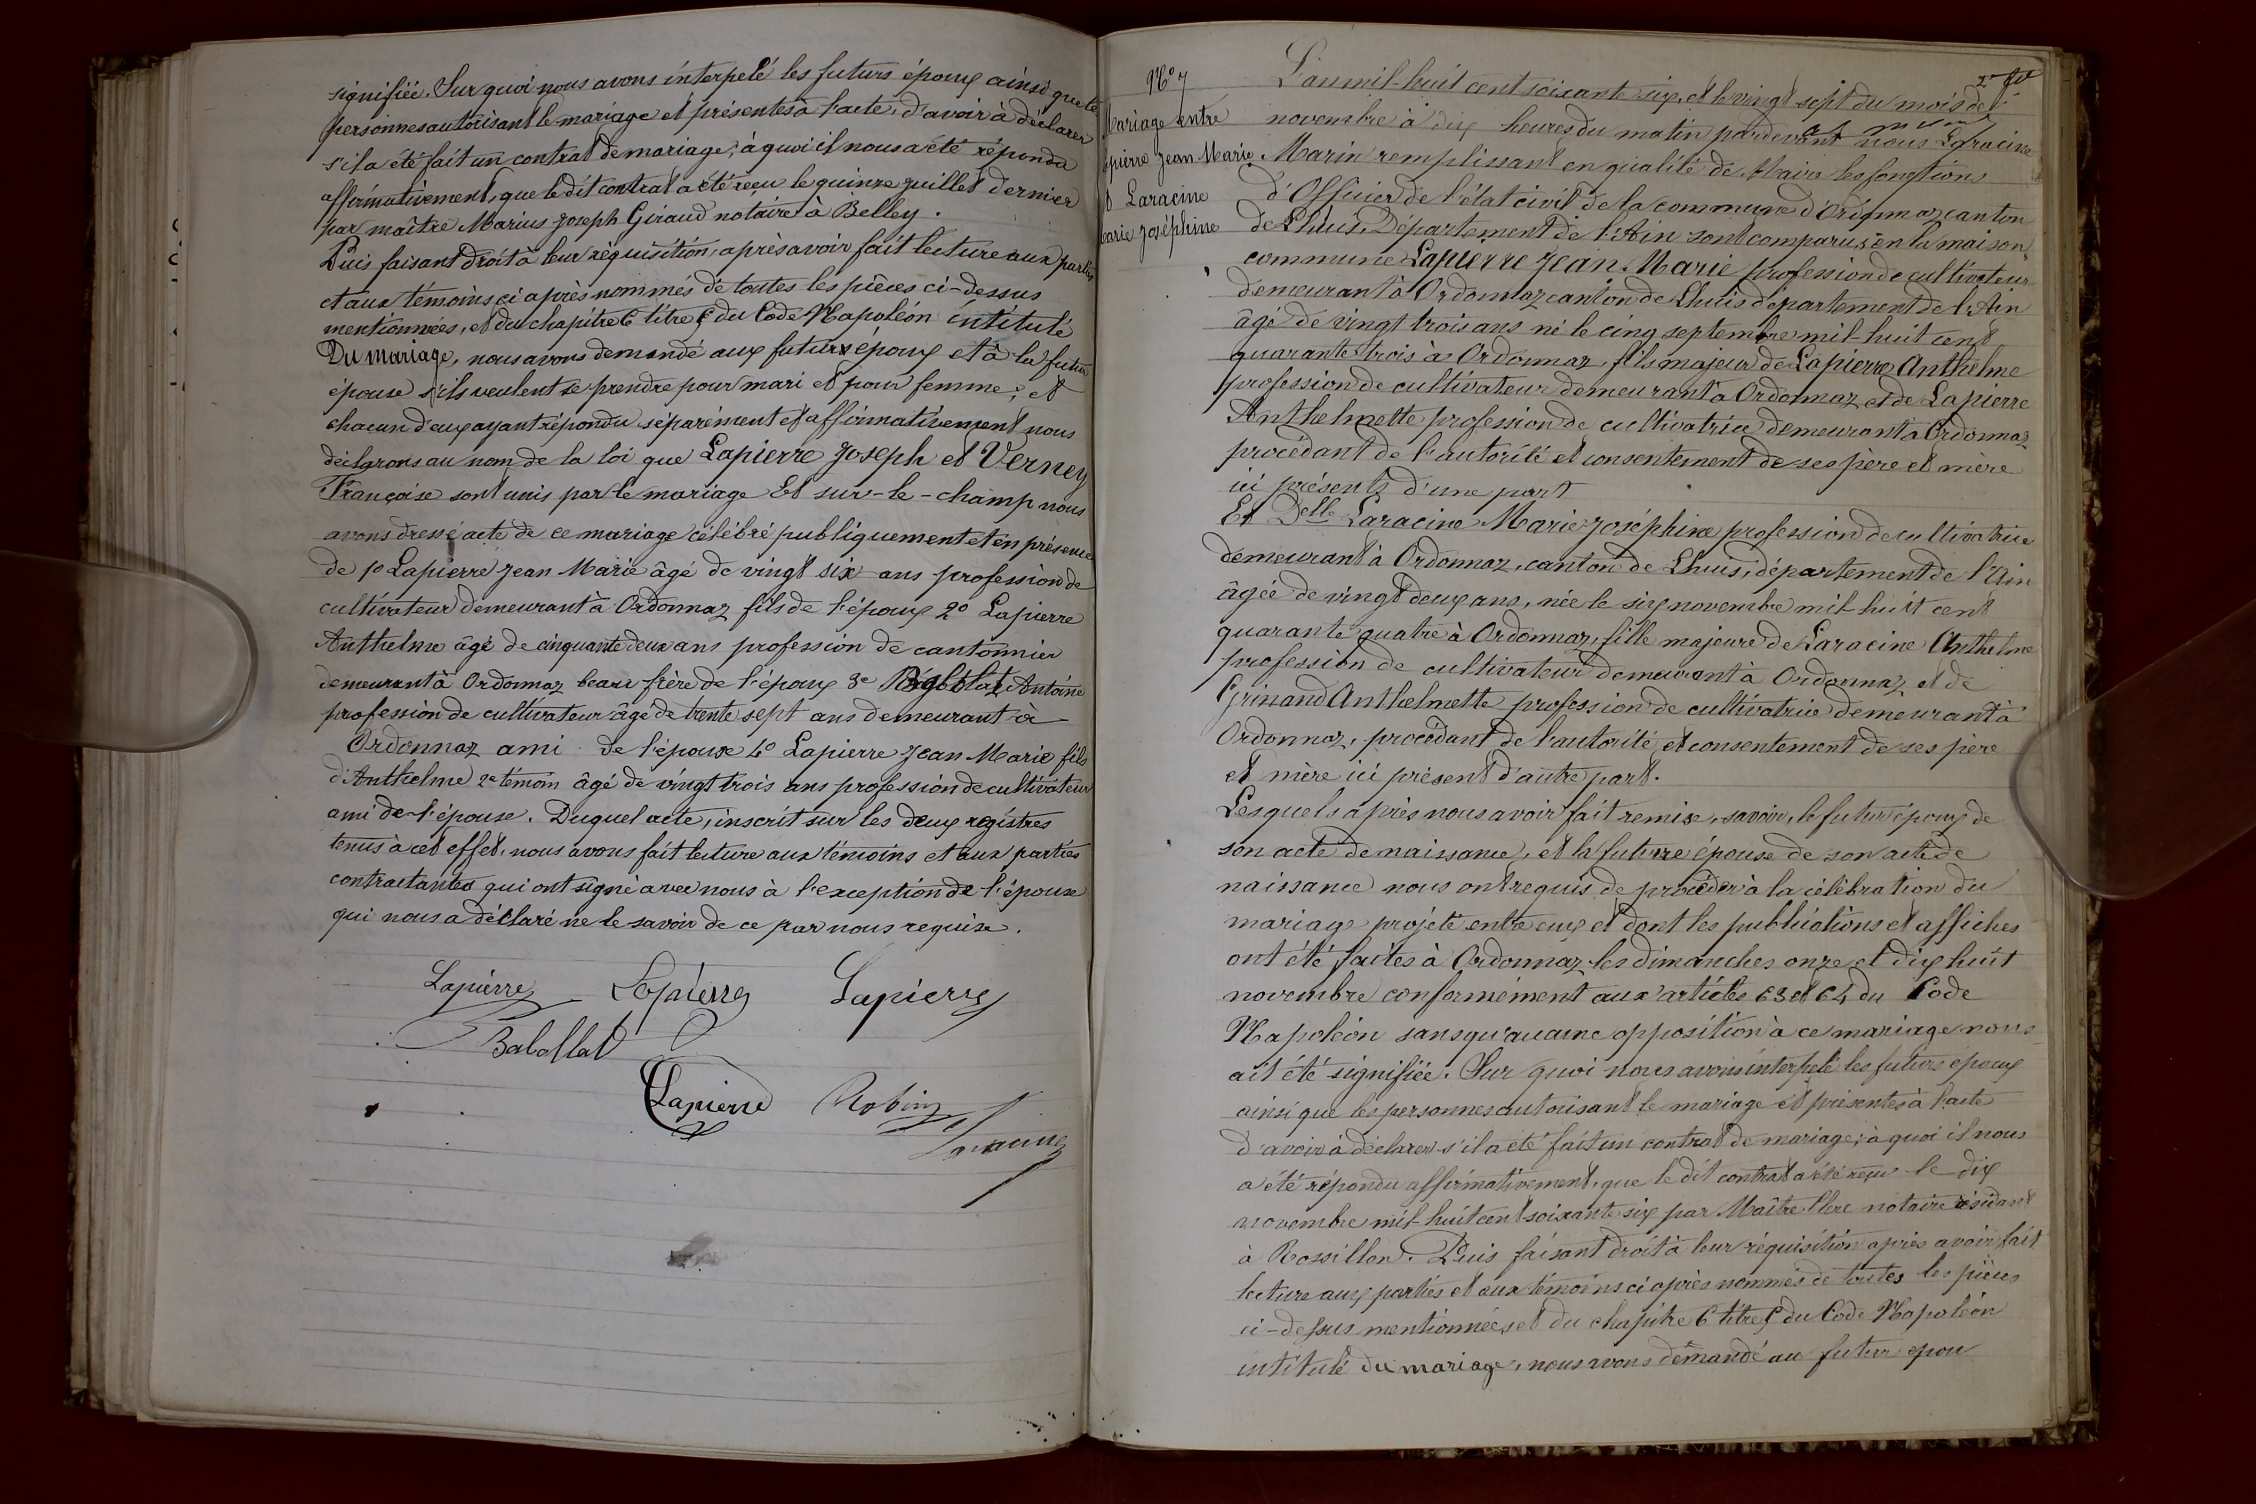 signifiée. Sur quoi nous avons interpelé les futurs époux ainsi que les
personnes autorisant le mariage et présentes à l'acte, d'avoir à déclarer
s'il a été fait un contrat de mariage; à quoi il nous a été répondu
affirmativement, que le dit contrat a été reçu le quinze juillet dernier
par maître Marius Joseph Giraud notaire à Belley.
Puis faisant droit à leur réquisition, après avoir fait lecture aux parties
et aux témoins ci après nommés de toutes les pièces ci-dessus
mentionnées, et du chapitre 6 titre 5 du Code Napoléon intitulé
Du mariage, nous avons demandé aux futurs époux et à la future
épouse s'ils veulent se prendre pour mari et pour femme; et
chacun d'eux ayant répondu séparément et affirmativement nous
déclarons au nom de la loi que Lapierre Joseph et Verney
Françoise sont unis par le mariage Et sur-le-champ nous
avons dressé acte de ce mariage célébré publiquement et en présence
de 1o Lapierre Jean Marie âgé de vingt six ans profession de
cultivateur demeurant à Ordonnaz fils de l'époux 2o Lapierre
Anthelme âgé de cinquante deux ans profession de cantonnier
demeurant à Ordonnaz beau frère de l'époux 3e Antoine
profession de cultivateur âgé de trente sept ans demeurant à
Ordonnaz ami de l'épouse 4o Lapierre Jean Marie fils
d'Anthelme 2e témoin âgé de vingt trois ans profession de cultivateur
ami de l'épouse. Duquel acte, inscrit sur les deux registres
tenus à cet effet, nous avons fait lecture aux témoins et aux parties
contractantes qui ont signé avec nous à l'exception de l'épouse
qui nous a déclaré ne le savoir de ce par nous requise.
Lapierre Lapierre Lapierre
Babollat
Lapierre Robin
Laracine
No 7
Mariage entre
Lapierre Jean Marie
et Laracine
Marie Joséphine
L'an mil-huit cent soixante six, et le vingt sept du mois de
novembre à dix heures du matin pardevant nous Laracine
Marin remplissant en qualité de Maire les fonctions
d'Officier de l'état civil de la commune d'Ordonnaz canton
de Lhuis, Département de l'Ain sont comparus en la maison
commune Lapierre Jean Marie profession de cultivateur
demeurant à Ordonnaz canton de Lhuis département de l'Ain
âgé de vingt trois ans né le cinq septembre mil-huit cent
quarante trois à Ordonnaz, fils majeur de Lapierre Anthelme
profession de cultivateur demeurant à Ordonnaz et de Lapierre
Anthelmette profession de cultivatrice demeurant à Ordonnaz
procédant de l'autorité et consentement de ses père et mère
ici présents d'une part
Et Delle Laracine Marie Joséphine profession de cultivatrice
demeurant à Ordonnaz, canton de Lhuis, département de l'Ain
âgée de vingt deux ans, née le six novembre mil huit cent
quarante quatre à Ordonnaz, fille majeure de Laracine Anthelme
profession de cultivateur demeurant à Ordonnaz et de
Grinand Anthelmette profession de cultivatrice demeurant à
Ordonnaz, procédant de l'autorité et consentement de ses père
et mère ici présent d'autre part.
Lesquels après nous avoir fait remise, savoir, le futur époux de
son acte de naissance, et la future épouse de son acte de
naissance nous ont requis de procéder à la célébration du
mariage projeté entre eux et dont les publications et affiches
ont été faites à Ordonnaz les dimanches onze et dix huit
novembre conformément aux articles 63 et 64 du Code
Napoléon sans qu'aucune opposition à ce mariage nous
ait été signifiée. Sur quoi nous avons interpelé les futurs époux
ainsi que les personnes autorisant le mariage et présentes à l'acte
d'avoir à déclarer s'il a été fait un contrat de mariage; à quoi il nous
a été répondu affirmativement, que le dit contrat a été reçu le dix
novembre mil-huit cent soixante six par Maître Clerc notaire résidant
à Rossillon. Puis faisant droit à leur réquisition après avoir fait
lecture aux parties et aux témoins ci après nommés de toutes les pièces
ci-dessus mentionnées et du chapitre 6 titre 5 du Code Napoléon
intitulé du mariage, nous avons demandé au futur épou